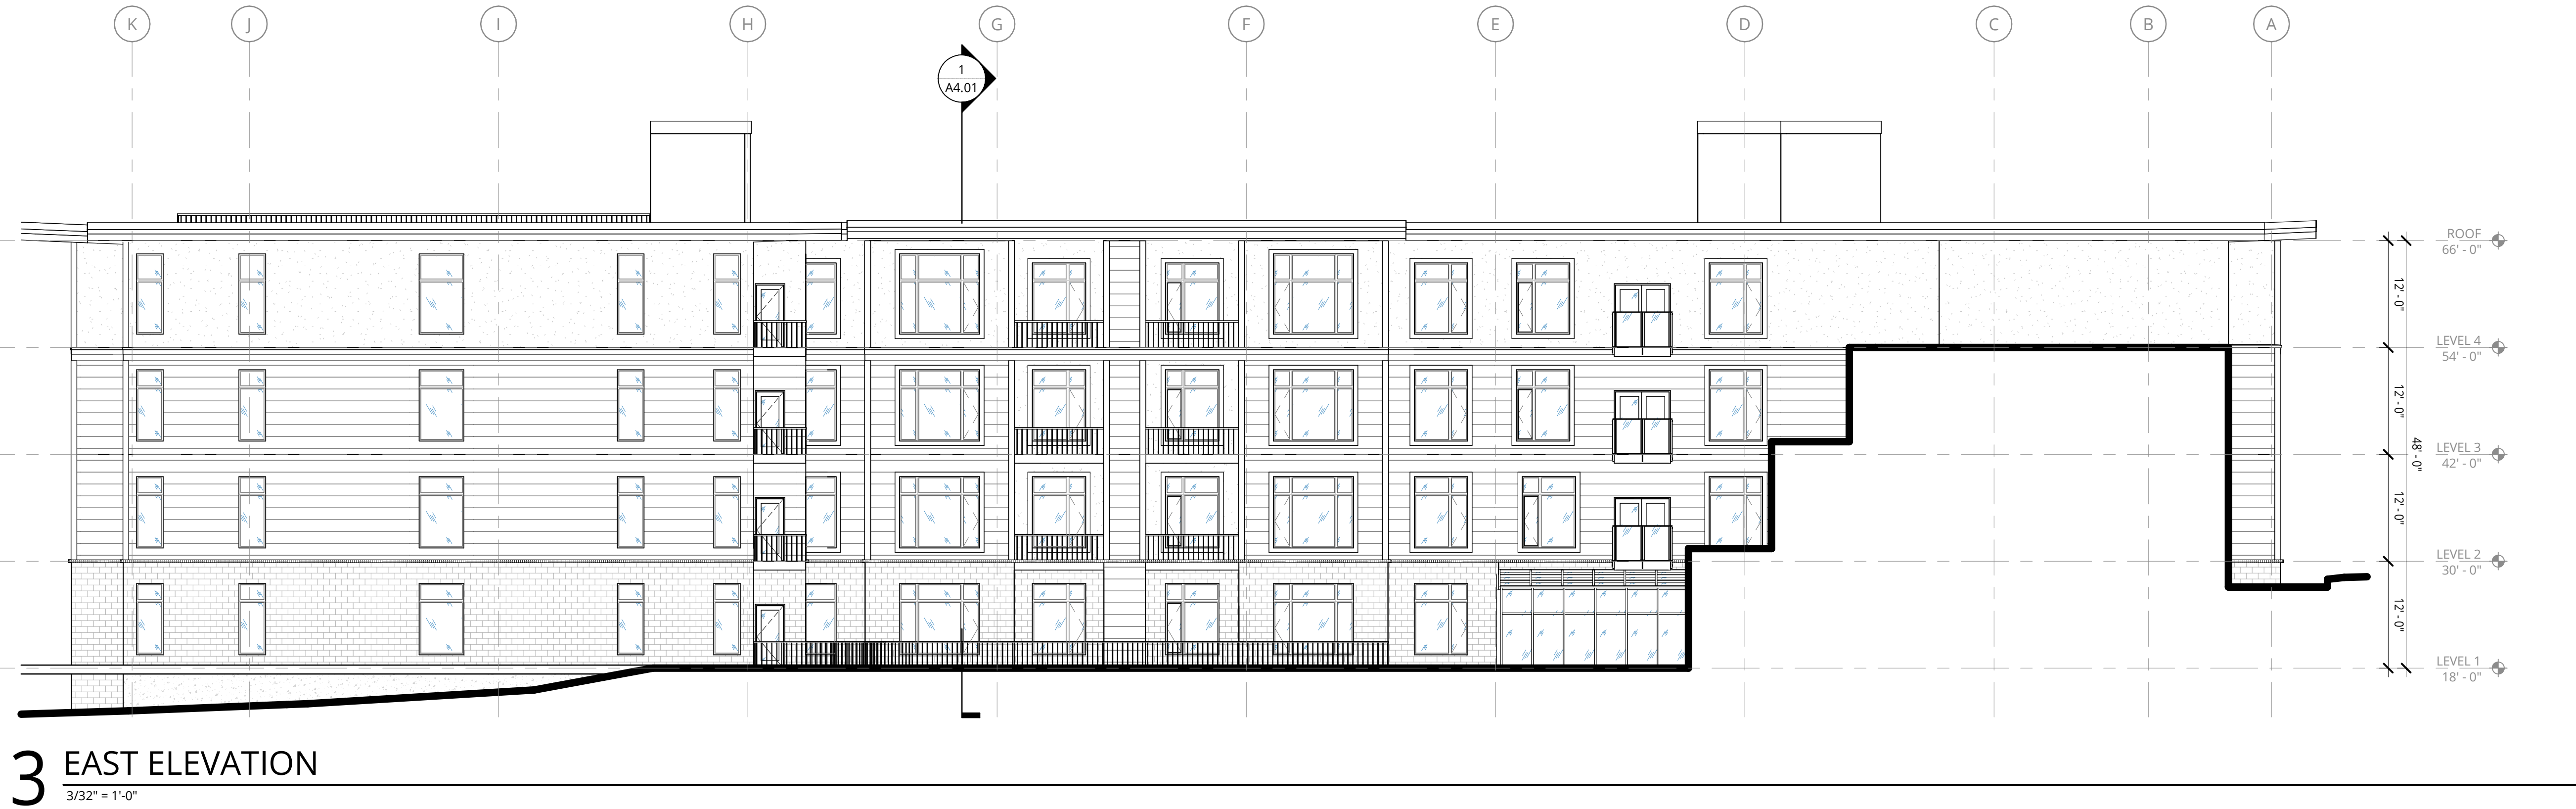 K J I H G F E D C B A
1
A4.01
ROOF
66' - 0"
12' - 0"
LEVEL 4
54' - 0"
12' - 0"
48' - 0"
LEVEL 3
42' - 0"
12' - 0"
LEVEL 2
30' - 0"
12' - 0"
LEVEL 1
18' - 0"
3 EAST ELEVATION
3/32" = 1'-0"